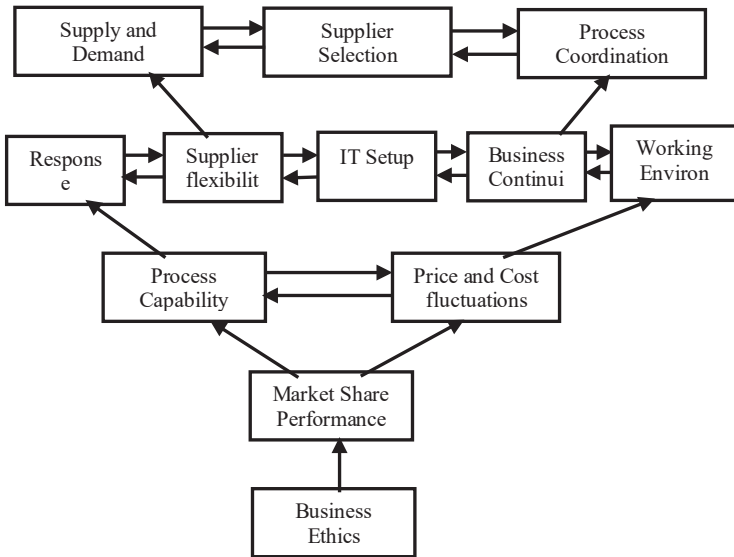 Supply and
Demand
Supplier
Selection
Process
Coordination
Respons
e
Supplier
flexibilit
IT Setup
Business
Continui
Working
Environ
Process
Capability
Price and Cost
fluctuations
Market Share
Performance
Business
Ethics